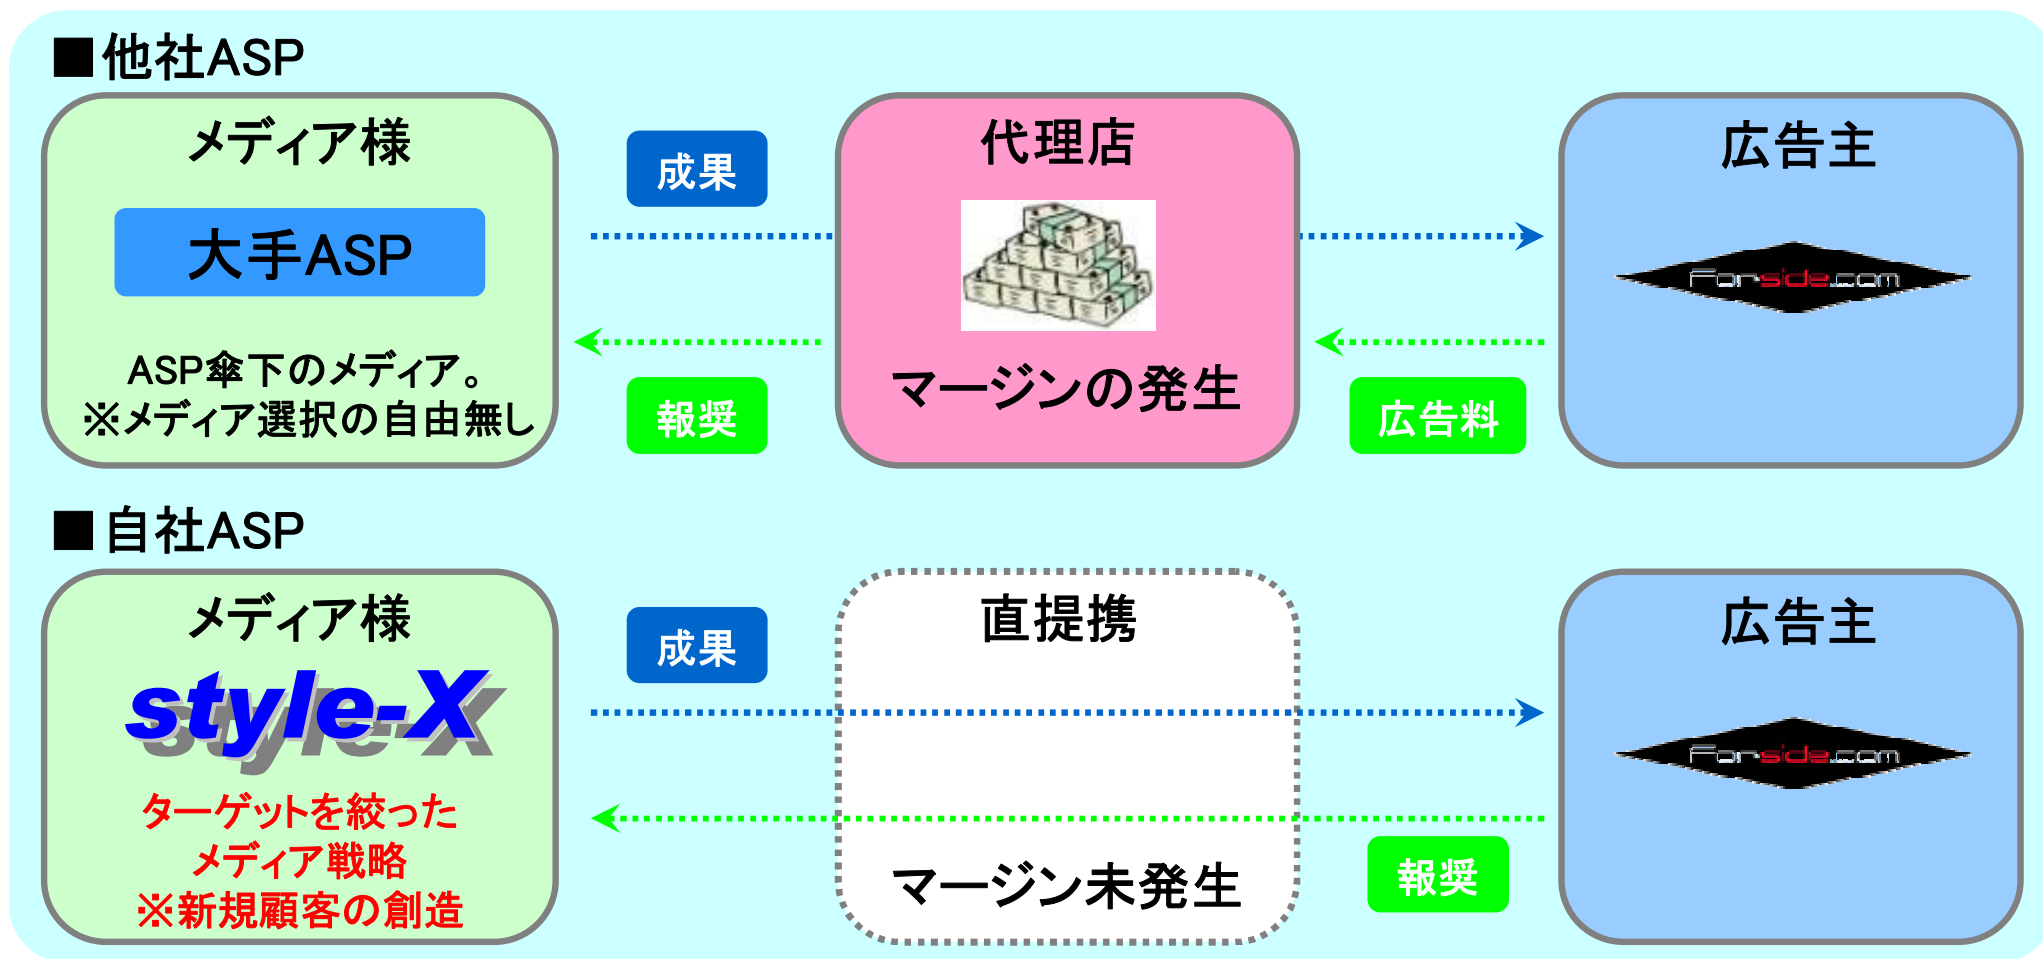 ■他社ASP
メディア様
大手ASP
ASP傘下のメディア。
※メディア選択の自由無し
成果
報奨
代理店
マージンの発生
広告料
広告主
For-side.com
■自社ASP
メディア様
style-X
ターゲットを絞った
メディア戦略
※新規顧客の創造
成果
直提携
マージン未発生
報奨
広告主
For-side.com